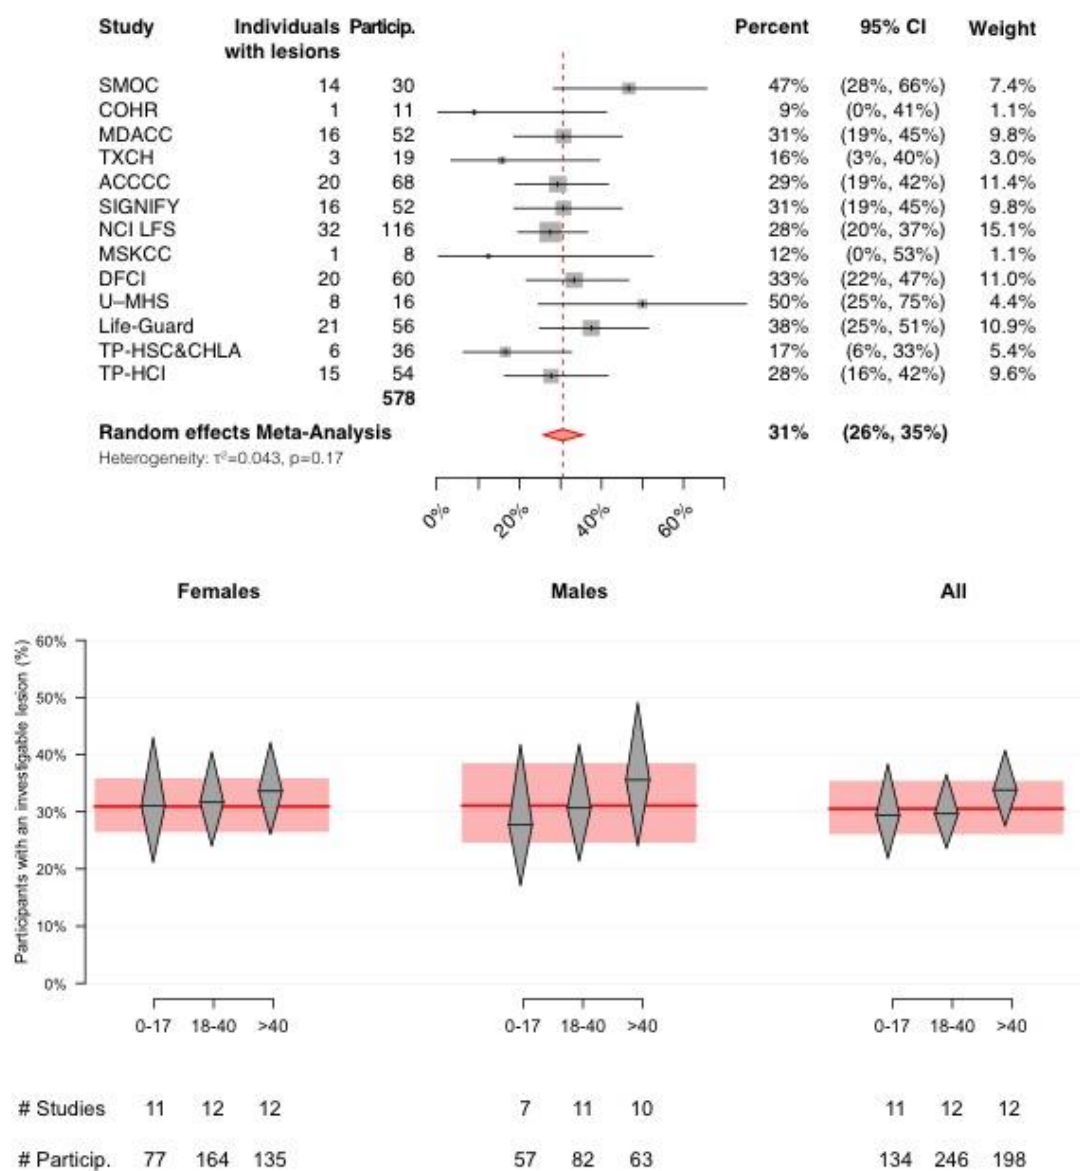 Study Individuals Particip. Percent 95% CI Weight
with lesions
SMOC 14 30 47% (28%, 66%) 7.4%
COHR 1 11 9% (0%, 41%) 1.1%
MDACC 16 52 31% (19%, 45%) 9.8%
TXCH 3 19 16% (3%, 40%) 3.0%
ACCCC 20 68 29% (19%, 42%) 11.4%
SIGNIFY 16 52 31% (19%, 45%) 9.8%
NCI LFS 32 116 28% (20%, 37%) 15.1%
MSKCC 1 8 12% (0%, 53%) 1.1%
DFCI 20 60 33% (22%, 47%) 11.0%
U–MHS 8 16 50% (25%, 75%) 4.4%
Life-Guard 21 56 38% (25%, 51%) 10.9%
TP-HSC&CHLA 6 36 17% (6%, 33%) 5.4%
TP-HCI 15 54 28% (16%, 42%) 9.6%
578
Random effects Meta-Analysis 31% (26%, 35%)
Heterogeneity: τ²=0.043, p=0.17
0% 20% 40% 60%
Females Males All
Participants with an investigable lesion (%)
60%
50%
40%
30%
20%
10%
0%
0-17 18-40 >40 0-17 18-40 >40 0-17 18-40 >40
# Studies 11 12 12 7 11 10 11 12 12
# Particip. 77 164 135 57 82 63 134 246 198